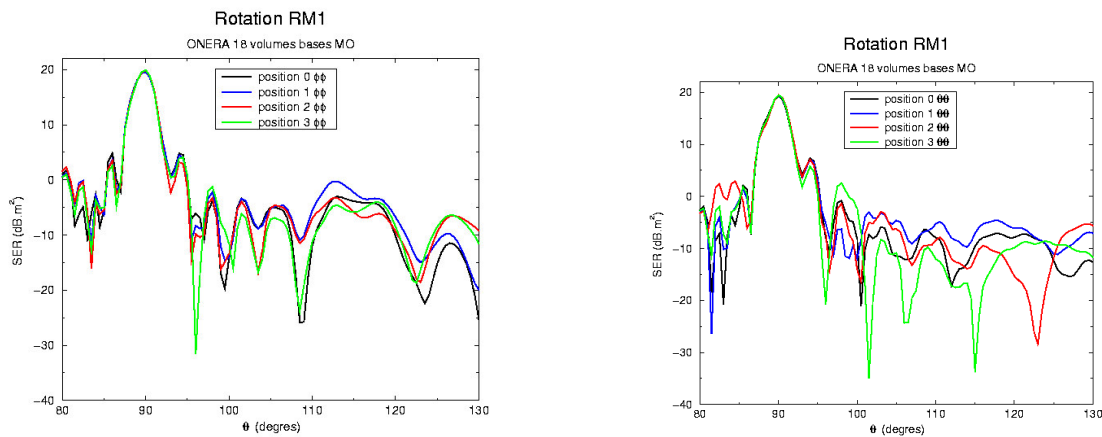 Rotation RM1
ONERA 18 volumes bases MO
position 0 ϕϕ
position 1 ϕϕ
position 2 ϕϕ
position 3 ϕϕ
20
10
0
−10
−20
−30
−40
SER (dB m²)
80
90
100
110
120
130
θ (degres)
Rotation RM1
ONERA 18 volumes bases MO
position 0 θθ
position 1 θθ
position 2 θθ
position 3 θθ
20
10
0
−10
−20
−30
−40
SER (dB m²)
80
90
100
110
120
130
θ (degres)